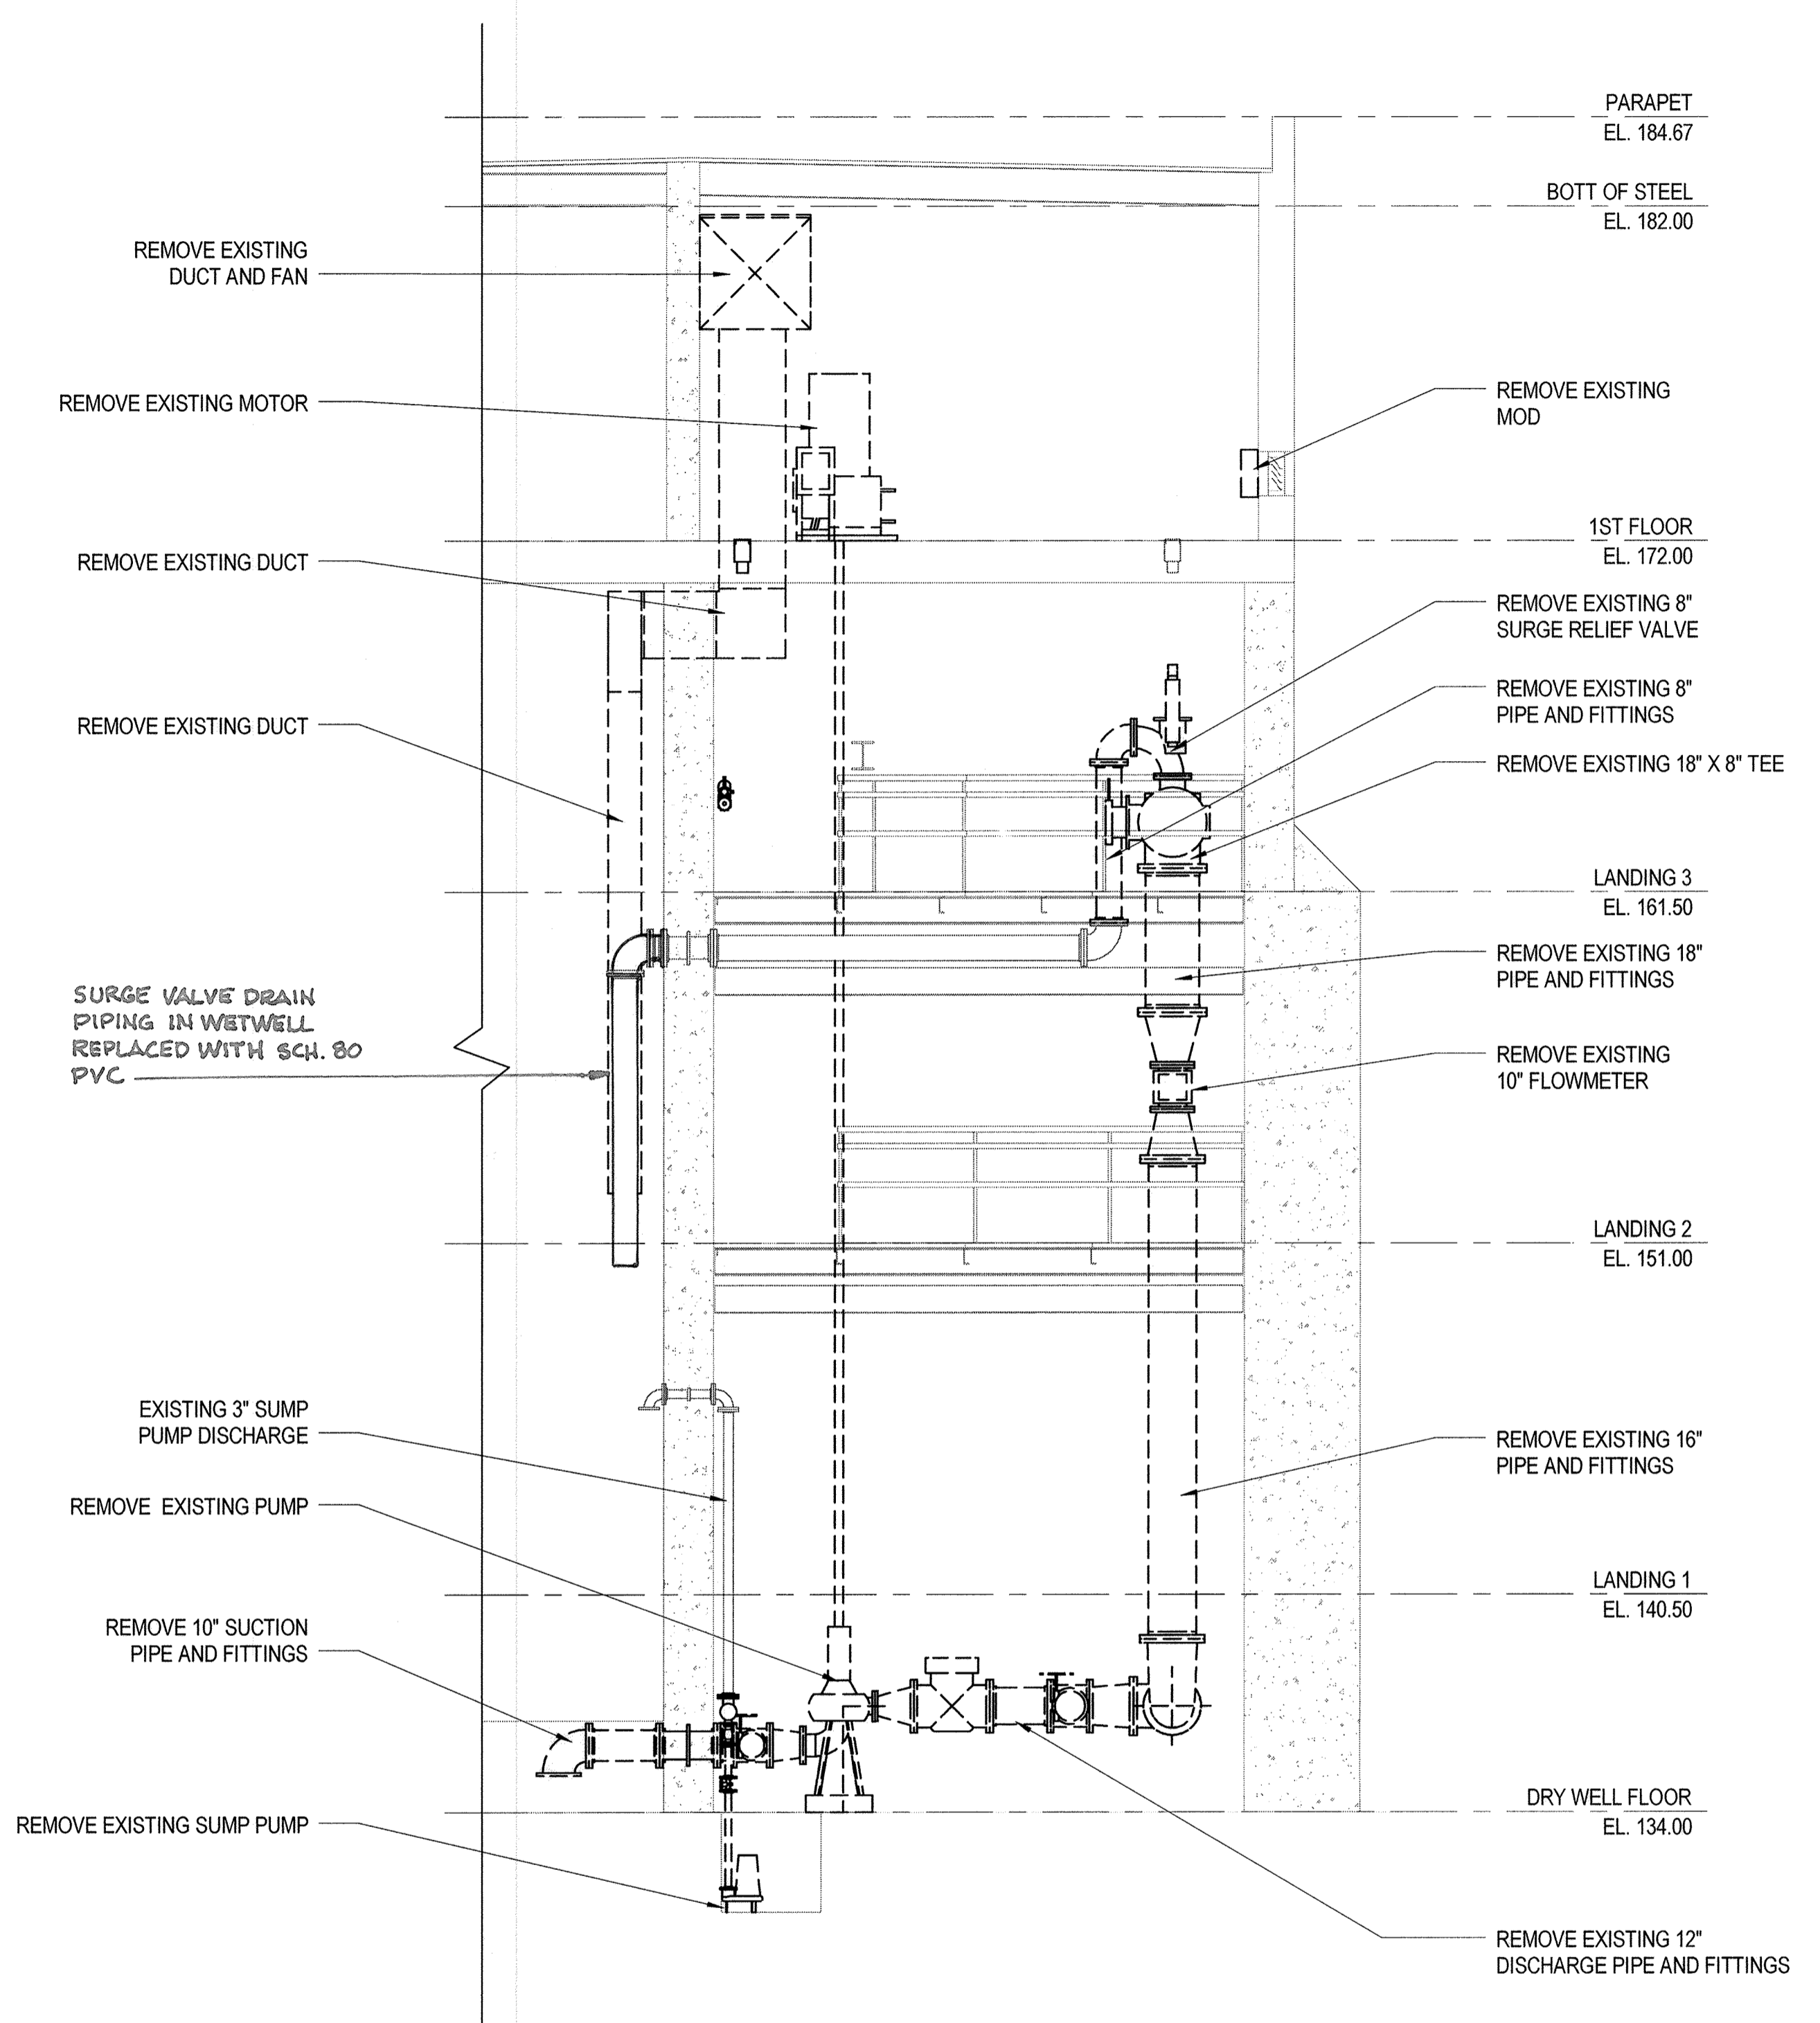 PARAPET
EL. 184.67
BOTT OF STEEL
EL. 182.00
REMOVE EXISTING
DUCT AND FAN
REMOVE EXISTING MOTOR
REMOVE EXISTING
MOD
1ST FLOOR
EL. 172.00
REMOVE EXISTING DUCT
REMOVE EXISTING 8"
SURGE RELIEF VALVE
REMOVE EXISTING 8"
PIPE AND FITTINGS
REMOVE EXISTING DUCT
REMOVE EXISTING 18" X 8" TEE
LANDING 3
EL. 161.50
REMOVE EXISTING 18"
PIPE AND FITTINGS
SURGE VALVE DRAIN
PIPING IN WETWELL
REPLACED WITH SCH. 80
PVC
REMOVE EXISTING
10" FLOWMETER
LANDING 2
EL. 151.00
EXISTING 3" SUMP
PUMP DISCHARGE
REMOVE EXISTING 16"
PIPE AND FITTINGS
REMOVE  EXISTING PUMP
LANDING 1
EL. 140.50
REMOVE 10" SUCTION
PIPE AND FITTINGS
DRY WELL FLOOR
EL. 134.00
REMOVE EXISTING SUMP PUMP
REMOVE EXISTING 12"
DISCHARGE PIPE AND FITTINGS